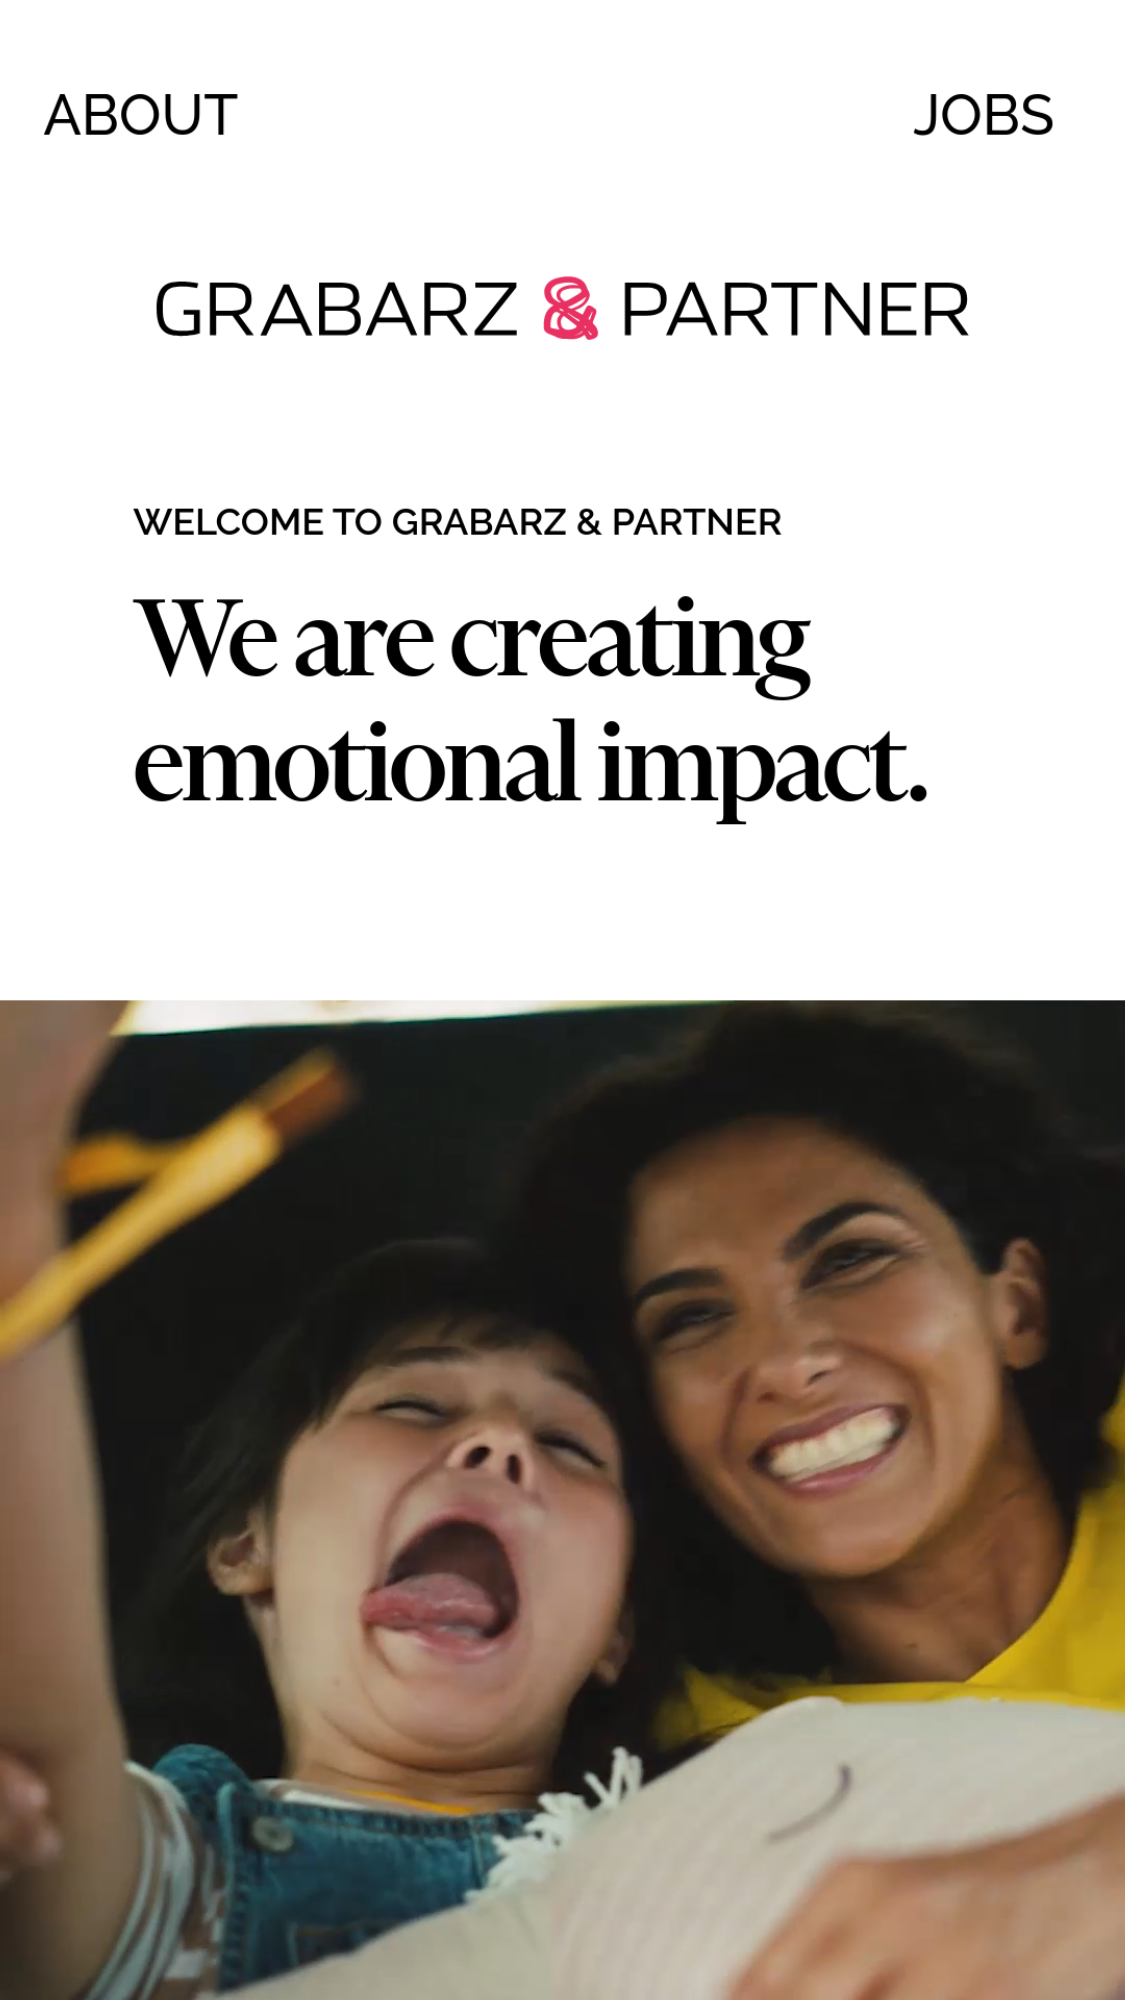 ABOUT
JOBS
GRABARZ & PARTNER
WELCOME TO GRABARZ & PARTNER
We are creating
emotional impact.